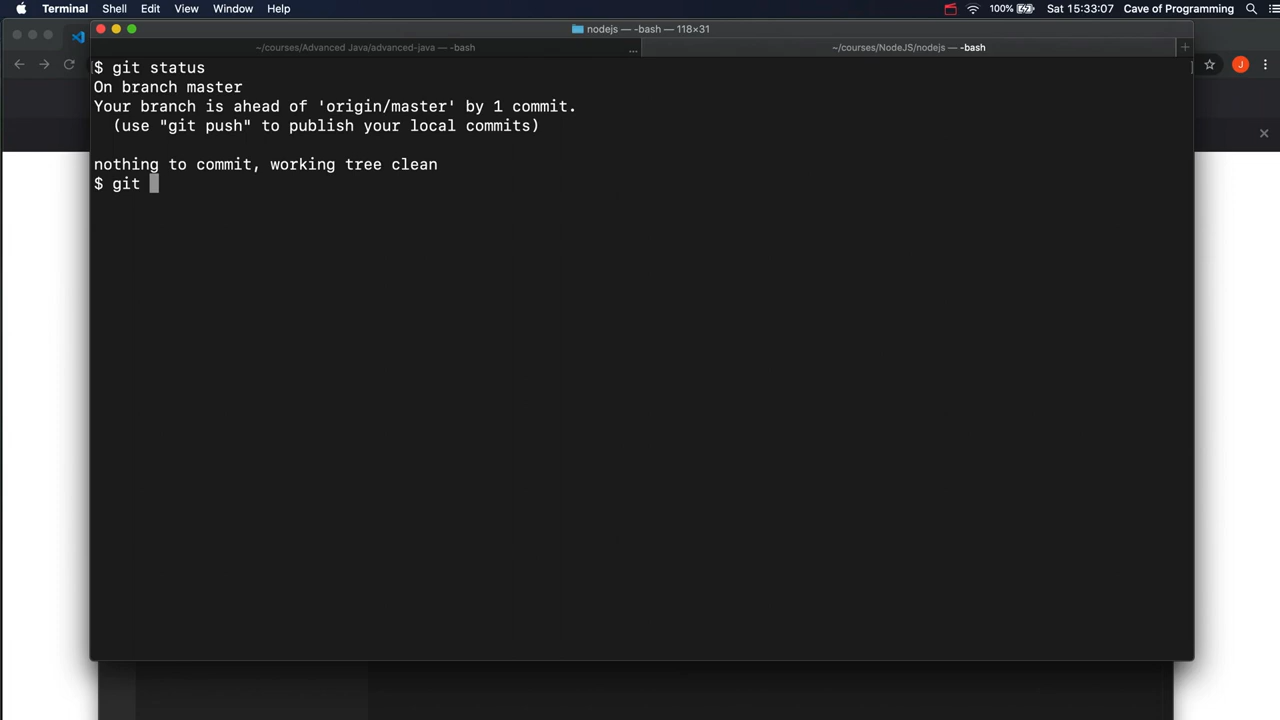 Terminal Shell Edit View Window Help 100% Sat 15:33:07 Cave of Programming
nodejs — -bash — 118×31
~/courses/Advanced Java/advanced-java — -bash ... ~/courses/NodeJS/nodejs — -bash +
J
$ git status
On branch master
Your branch is ahead of 'origin/master' by 1 commit.
(use "git push" to publish your local commits)
nothing to commit, working tree clean
$ git